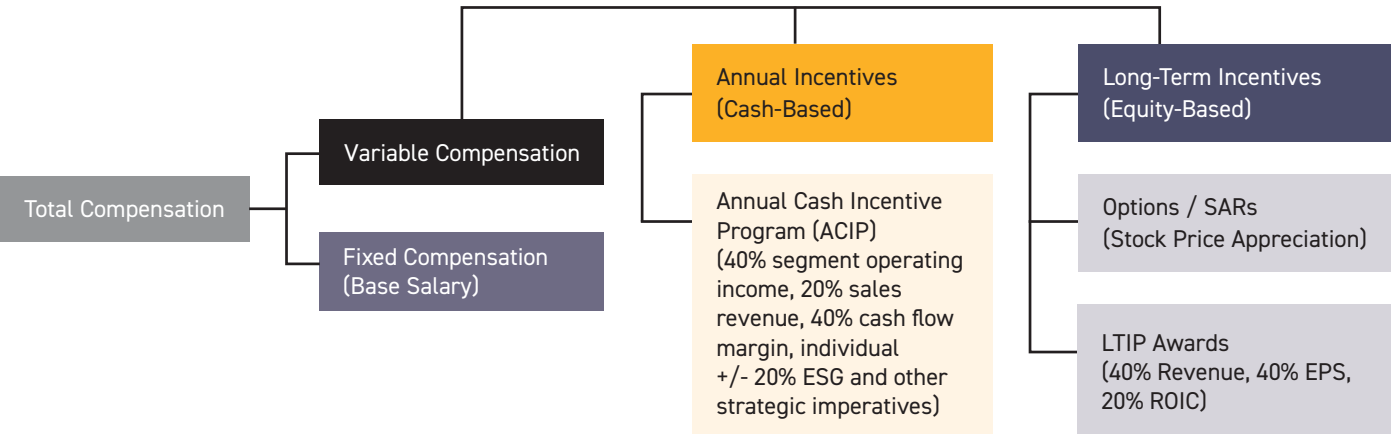 Total Compensation
Variable Compensation
Fixed Compensation
(Base Salary)
Annual Incentives
(Cash-Based)
Annual Cash Incentive
Program (ACIP)
(40% segment operating
income, 20% sales
revenue, 40% cash flow
margin, individual
+/- 20% ESG and other
strategic imperatives)
Long-Term Incentives
(Equity-Based)
Options / SARs
(Stock Price Appreciation)
LTIP Awards
(40% Revenue, 40% EPS,
20% ROIC)